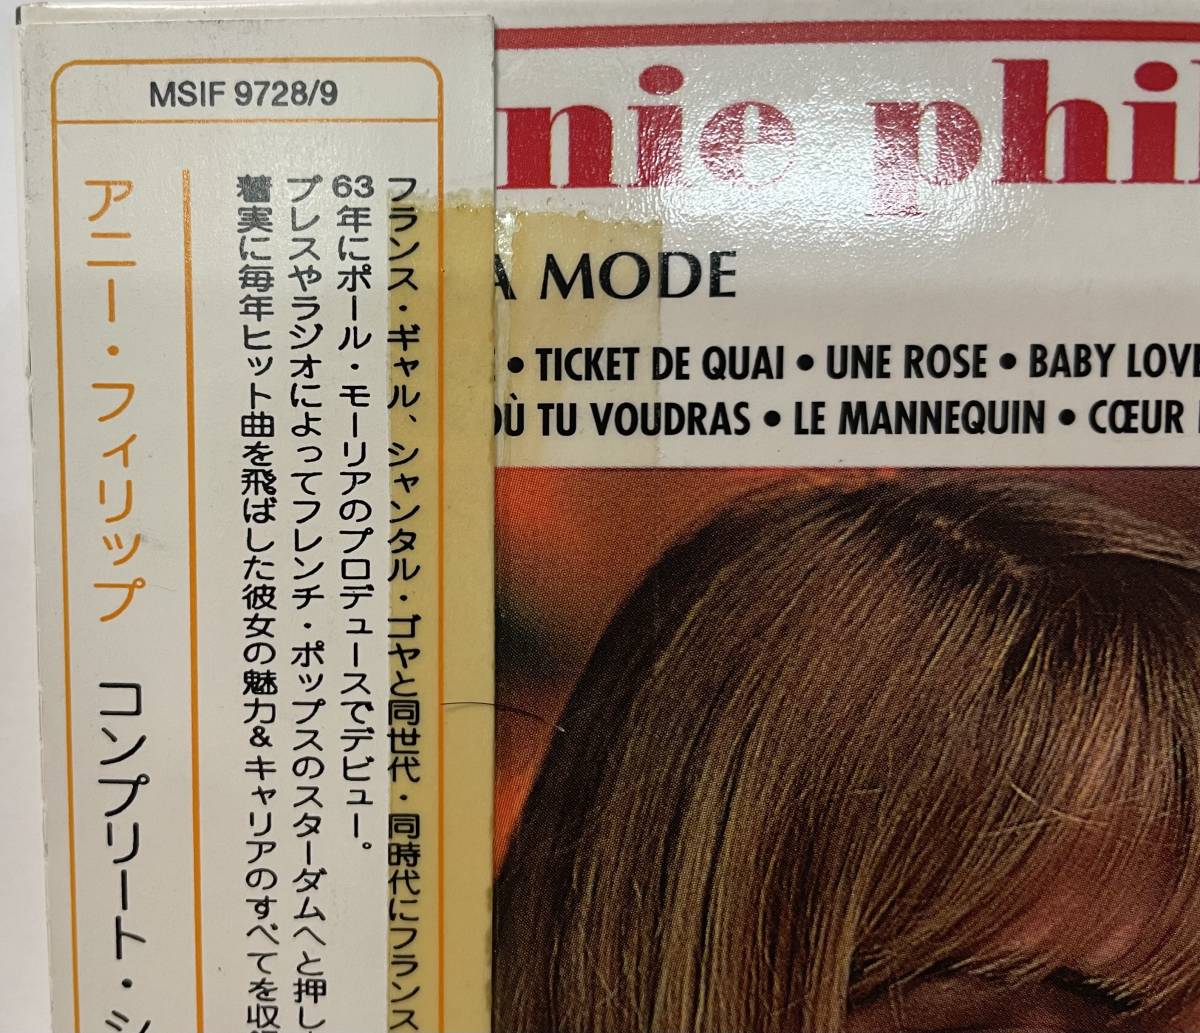 MSIF 9728/9
フランス・ギャル、シャンタル・ゴヤと同世代・同時代にフランス
63年にポール・モーリアのプロデュースでデビュー。
プレスやラジオによってフレンチ・ポップスのスターダムへと押し
着実に毎年ヒット曲を飛ばした彼女の魅力&キャリアのすべてを収
アニー・フィリップ コンプリート・シ
nie phil
A MODE
• TICKET DE QUAI • UNE ROSE • BABY LOVE
OÙ TU VOUDRAS • LE MANNEQUIN • CŒUR